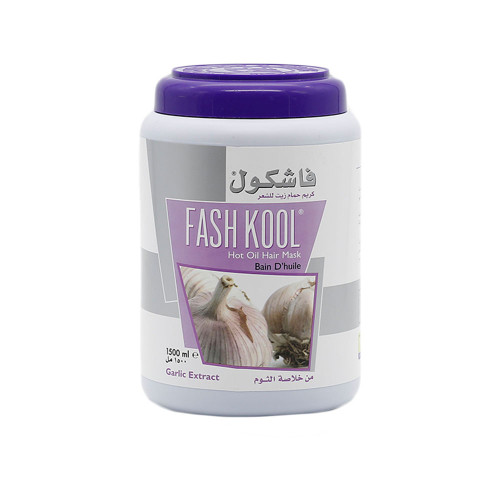 فاشكول®
كريم حمام زيت للشعر
FASH KOOL®
Hot Oil Hair Mask
Bain D'huile
1500 ml ℮
١٥٠٠ مل
Garlic Extract
من خلاصة الثوم